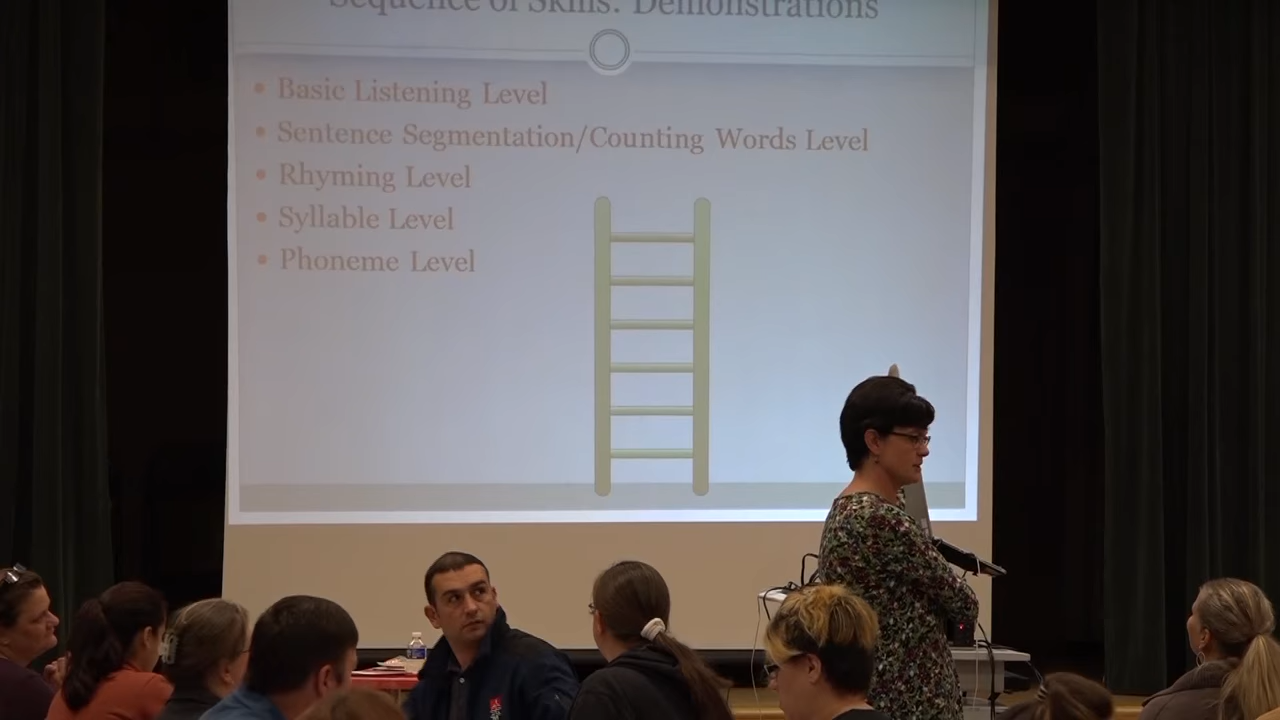 Sequence of Skills: Demonstrations
• Basic Listening Level
• Sentence Segmentation/Counting Words Level
• Rhyming Level
• Syllable Level
• Phoneme Level